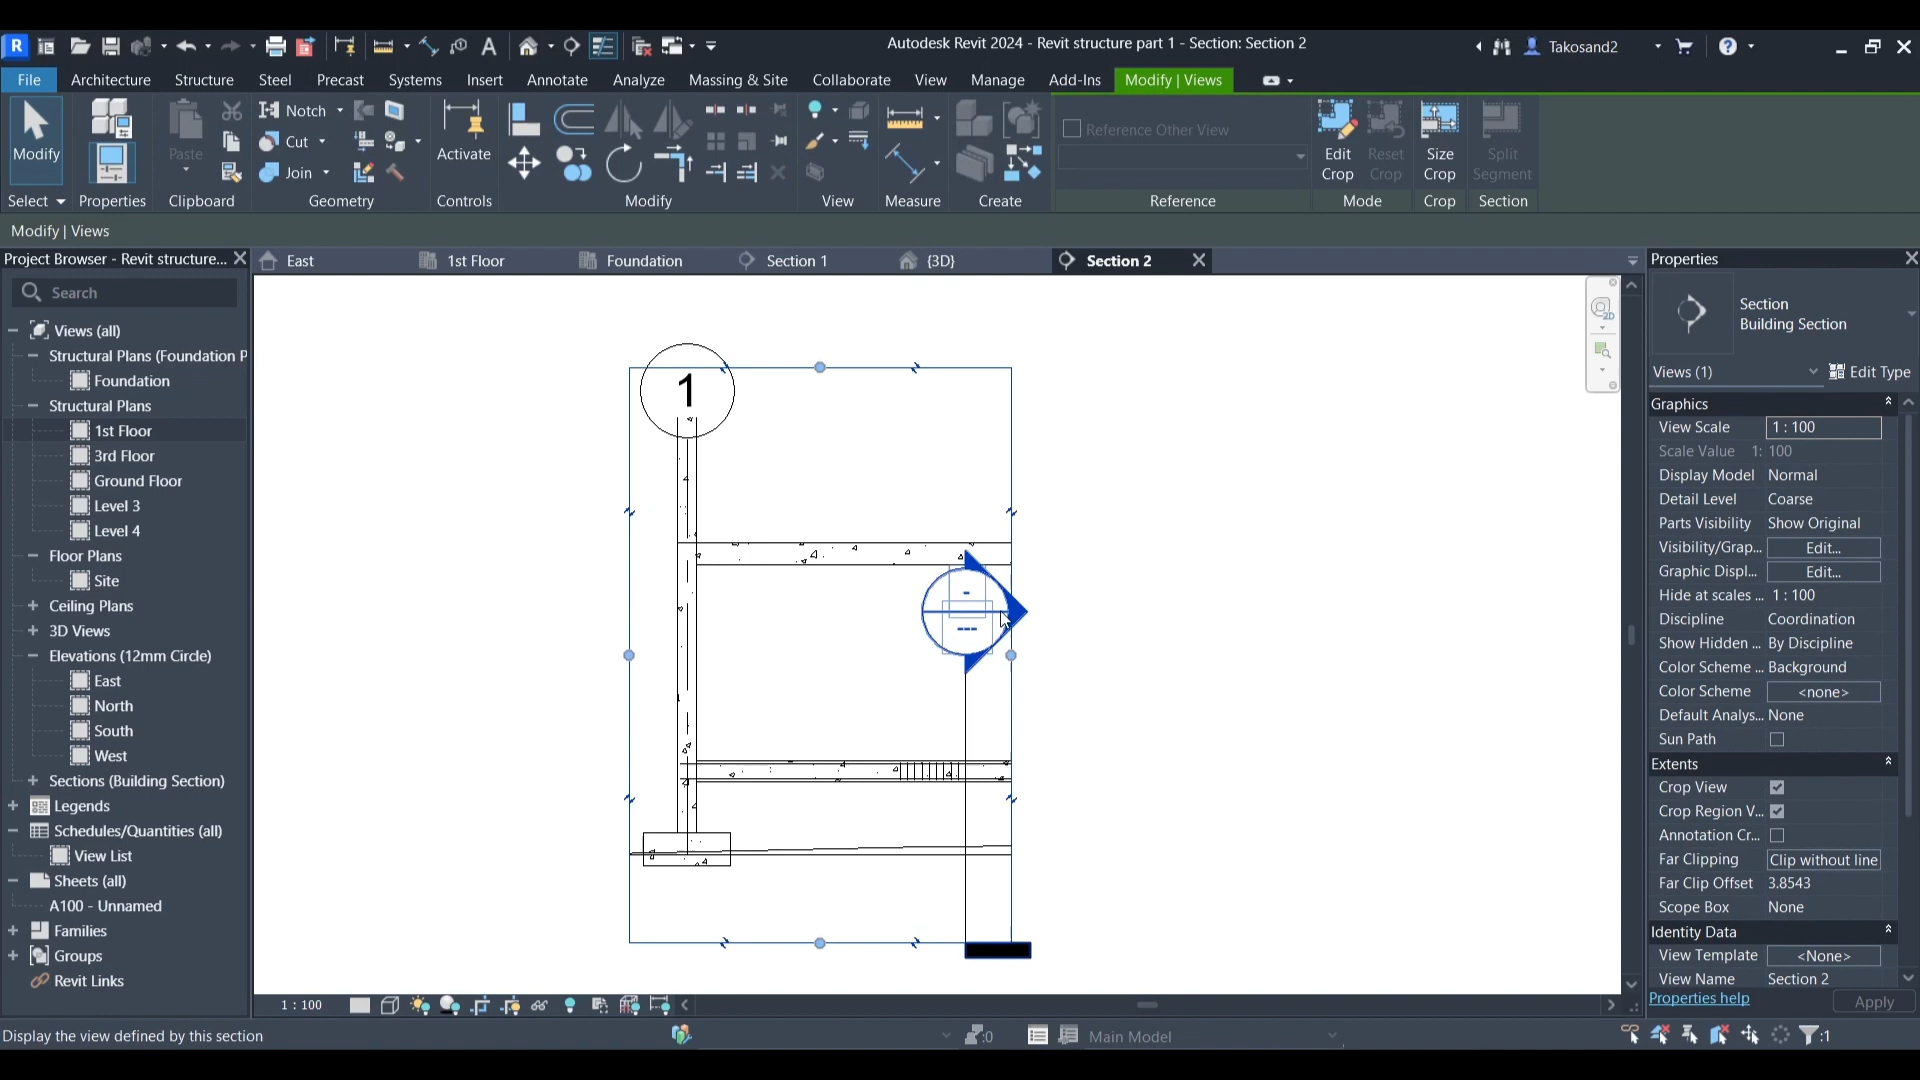 R
Autodesk Revit 2024 - Revit structure part 1 - Section: Section 2
Takosand2
File Architecture Structure Steel Precast Systems Insert Annotate Analyze Massing & Site Collaborate View Manage Add-Ins Modify | Views
Modify
Paste
Notch
Cut
Join
Activate
Reference Other View
Edit Crop
Reset Crop
Size Crop
Split Segment
Select Properties Clipboard Geometry Controls Modify View Measure Create Reference Mode Crop Section
Modify | Views
Project Browser - Revit structure...
East 1st Floor Foundation Section 1 {3D} Section 2
Search
Views (all)
Structural Plans (Foundation P
Foundation
Structural Plans
1st Floor
3rd Floor
Ground Floor
Level 3
Level 4
Floor Plans
Site
Ceiling Plans
3D Views
Elevations (12mm Circle)
East
North
South
West
Sections (Building Section)
Legends
Schedules/Quantities (all)
View List
Sheets (all)
A100 - Unnamed
Families
Groups
Revit Links
1
-
---
2D
Properties
Section
Building Section
Views (1) Edit Type
Graphics
View Scale 1 : 100
Scale Value 1: 100
Display Model Normal
Detail Level Coarse
Parts Visibility Show Original
Visibility/Grap... Edit...
Graphic Displ... Edit...
Hide at scales ... 1 : 100
Discipline Coordination
Show Hidden ... By Discipline
Color Scheme ... Background
Color Scheme <none>
Default Analys... None
Sun Path
Extents
Crop View
Crop Region V...
Annotation Cr...
Far Clipping Clip without line
Far Clip Offset 3.8543
Scope Box None
Identity Data
View Template <None>
View Name Section 2
Properties help Apply
1 : 100
Display the view defined by this section
:0
Main Model
:1